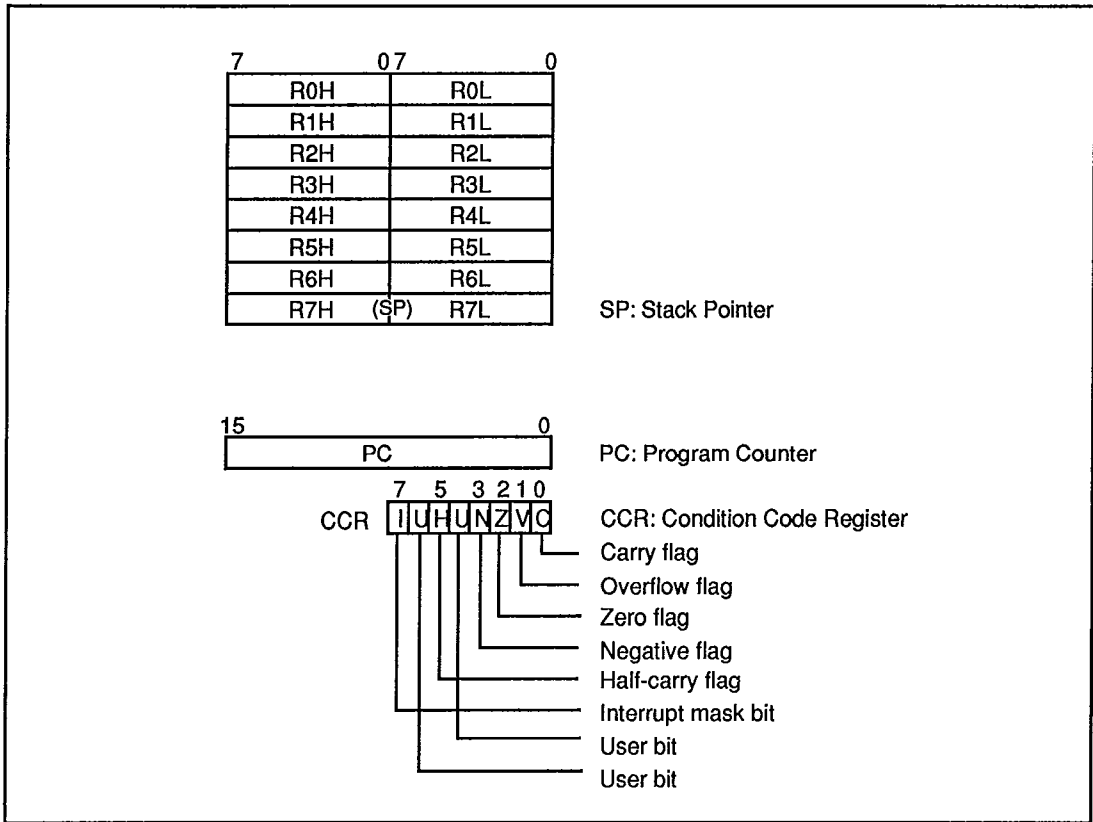 7 0 7 0
R0H R0L
R1H R1L
R2H R2L
R3H R3L
R4H R4L
R5H R5L
R6H R6L
R7H (SP) R7L SP: Stack Pointer
15 0
PC PC: Program Counter
7 5 3 2 1 0
CCR I U H U N Z V C CCR: Condition Code Register
Carry flag
Overflow flag
Zero flag
Negative flag
Half-carry flag
Interrupt mask bit
User bit
User bit